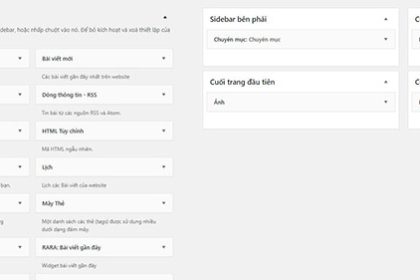 sidebar, hoặc nhấp chuột vào nó. Để bỏ kích hoạt và xoá thiết lập của
Bài viết mới
Các bài viết gần đây nhất trên website
Dòng thông tin - RSS
Tin bài từ các nguồn RSS và Atom.
HTML Tùy chỉnh
Mã HTML ngẫu nhiên.
Lịch
bạn.
Lịch các Bài viết của website
Mây Thẻ
Một danh sách các thẻ (tags) được sử dụng nhiều
dưới dạng đám mây.
RARA: Bài viết gần đây
Widget bài viết gần đây
Sidebar bên phải
Chuyên mục: Chuyên mục
Cuối trang đầu tiên
Ảnh